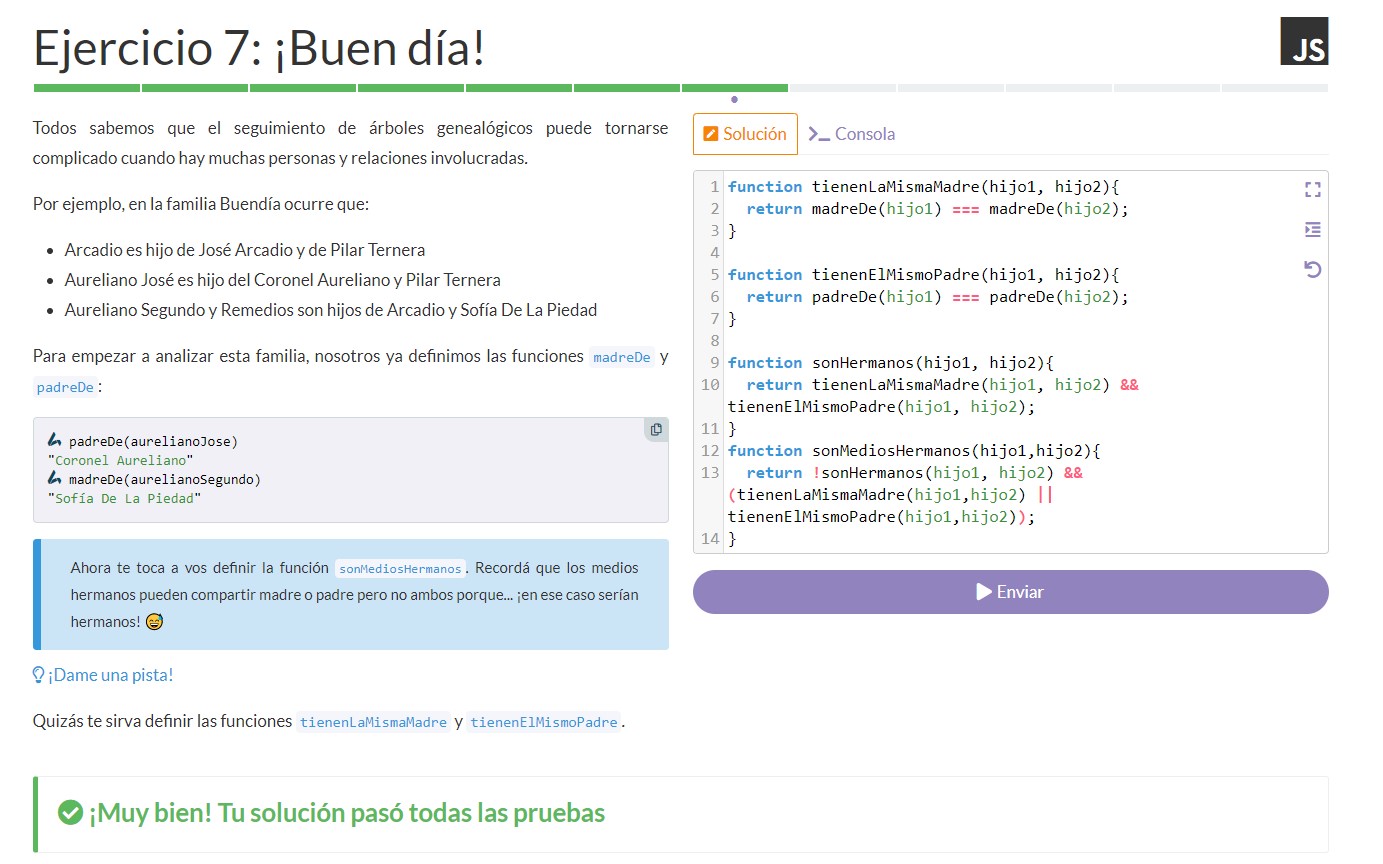 Ejercicio 7: ¡Buen día!
JS
Todos sabemos que el seguimiento de árboles genealógicos puede tornarse
complicado cuando hay muchas personas y relaciones involucradas.
Por ejemplo, en la familia Buendía ocurre que:
Arcadio es hijo de José Arcadio y de Pilar Ternera
Aureliano José es hijo del Coronel Aureliano y Pilar Ternera
Aureliano Segundo y Remedios son hijos de Arcadio y Sofía De La Piedad
Para empezar a analizar esta familia, nosotros ya definimos las funciones madreDe y
padreDe :
padreDe(aurelianoJose)
"Coronel Aureliano"
madreDe(aurelianoSegundo)
"Sofía De La Piedad"
Ahora te toca a vos definir la función sonMediosHermanos. Recordá que los medios
hermanos pueden compartir madre o padre pero no ambos porque... ¡en ese caso serían
hermanos! 😅
¡Dame una pista!
Quizás te sirva definir las funciones tienenLaMismaMadre y tienenElMismoPadre.
Solución
Consola
1 function tienenLaMismaMadre(hijo1, hijo2){
2 return madreDe(hijo1) === madreDe(hijo2);
3 }
4
5 function tienenElMismoPadre(hijo1, hijo2){
6 return padreDe(hijo1) === padreDe(hijo2);
7 }
8
9 function sonHermanos(hijo1, hijo2){
10 return tienenLaMismaMadre(hijo1, hijo2) &&
tienenElMismoPadre(hijo1, hijo2);
11 }
12 function sonMediosHermanos(hijo1,hijo2){
13 return !sonHermanos(hijo1, hijo2) &&
(tienenLaMismaMadre(hijo1,hijo2) ||
tienenElMismoPadre(hijo1,hijo2));
14 }
Enviar
¡Muy bien! Tu solución pasó todas las pruebas